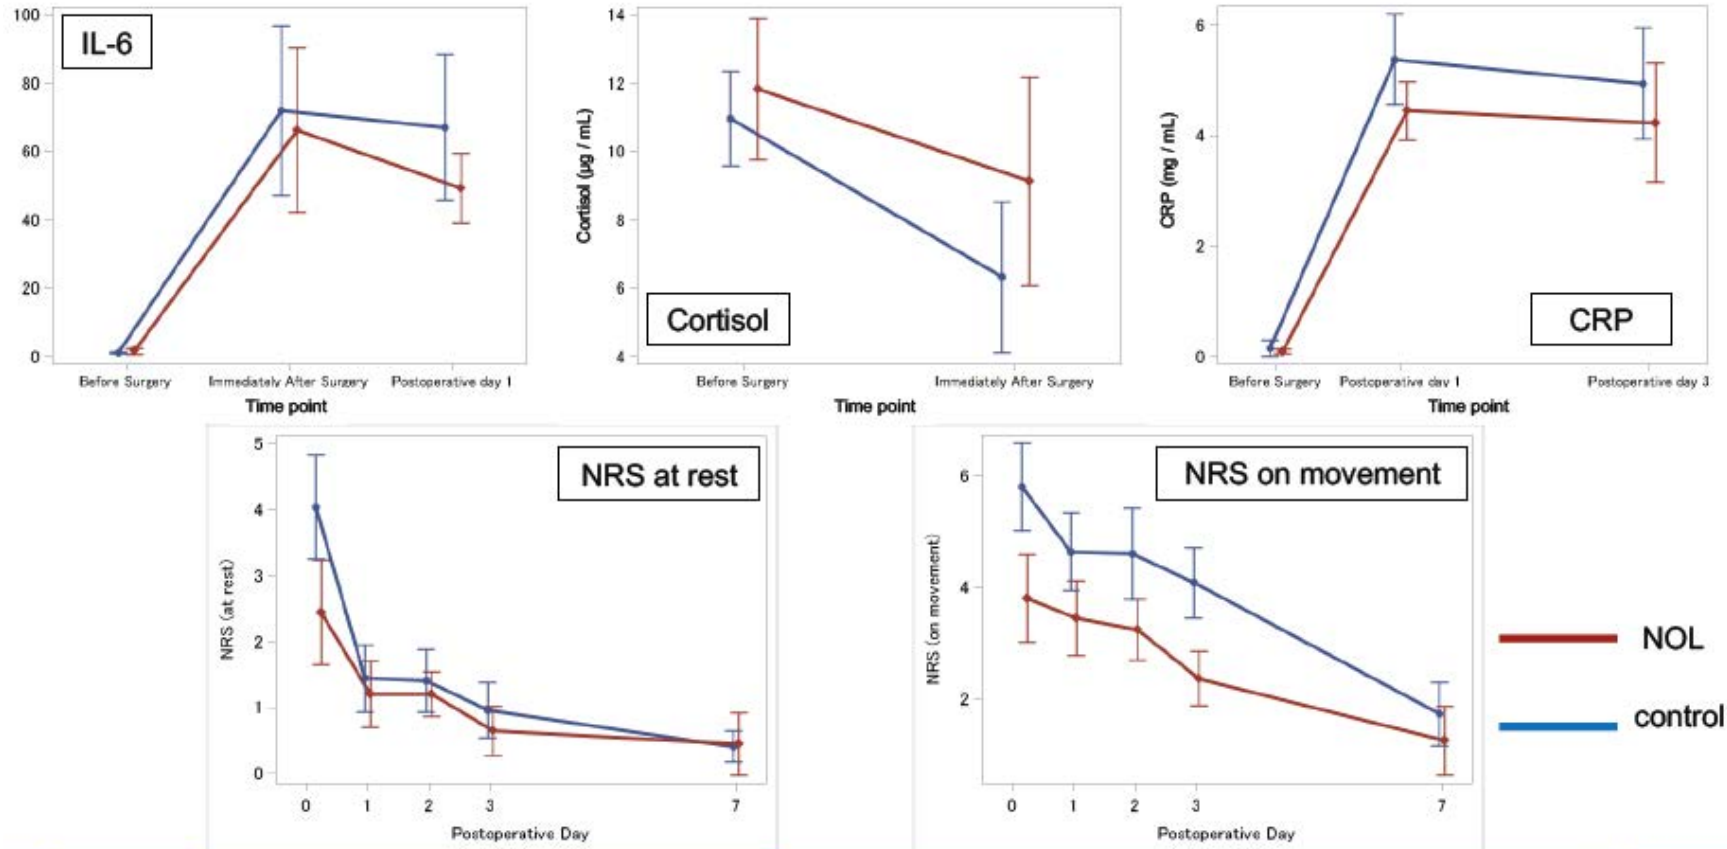 IL-6
100
80
60
40
20
0
Before Surgery Immediately After Surgery Postoperative day 1
Time point
Cortisol (µg / mL)
14
12
10
8
6
4
Cortisol
Before Surgery Immediately After Surgery
Time point
CRP (mg / mL)
6
4
2
0
CRP
Before Surgery Postoperative day 1 Postoperative day 3
Time point
NRS at rest
NRS (at rest)
5
4
3
2
1
0
0 1 2 3 7
Postoperative Day
NRS on movement
NRS (on movement)
6
4
2
0 1 2 3 7
Postoperative Day
NOL
control